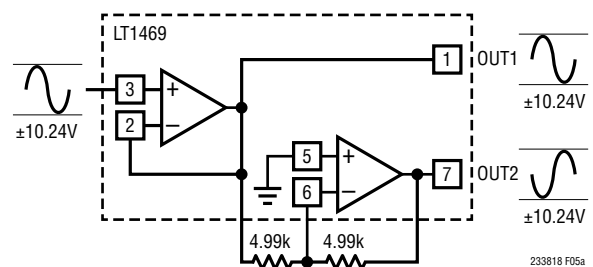 LT1469
3
+
2
−
±10.24V
1
OUT1
±10.24V
5
+
6
−
7
OUT2
±10.24V
4.99k
4.99k
233818 F05a